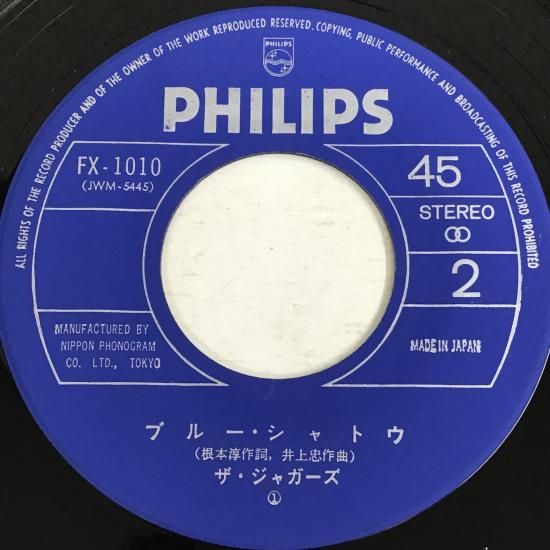 ALL RIGHTS OF THE RECORD PRODUCER AND OF THE OWNER OF THE WORK REPRODUCED RESERVED. COPYING, PUBLIC PERFORMANCE AND BROADCASTING OF THIS RECORD PROHIBITED
PHILIPS
PHILIPS
FX-1010
(JWM-5445)
45
STEREO
2
MANUFACTURED BY
NIPPON PHONOGRAM
CO. LTD., TOKYO
MADE IN JAPAN
ブルー・シャトウ
(根本淳作詞, 井上忠作曲)
ザ・ジャガーズ
①